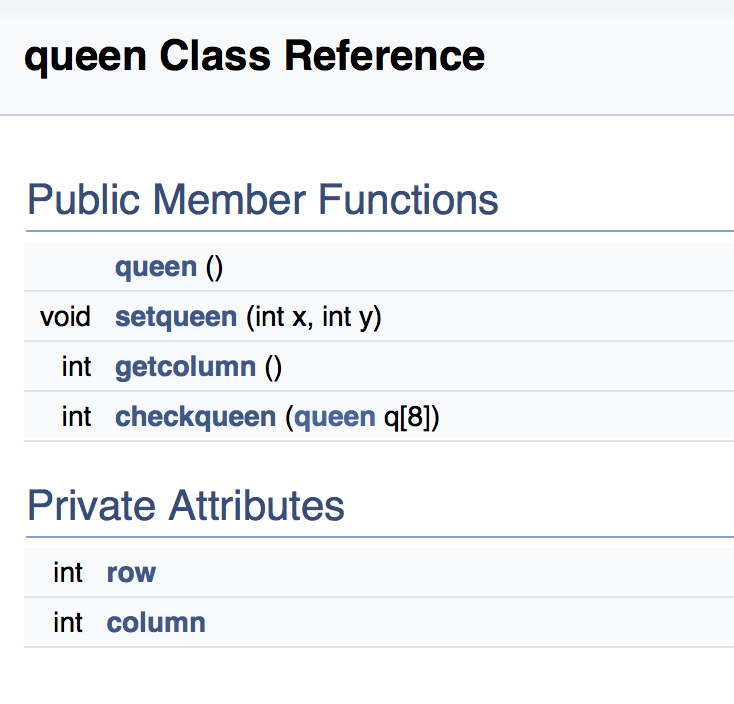 queen Class Reference
Public Member Functions
queen ()
void setqueen (int x, int y)
int getcolumn ()
int checkqueen (queen q[8])
Private Attributes
int row
int column